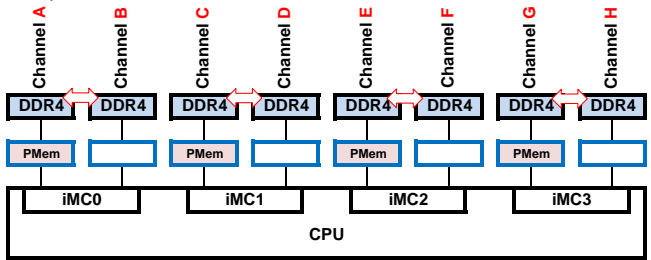 Channel A Channel B Channel C Channel D Channel E Channel F Channel G Channel H
DDR4 DDR4 DDR4 DDR4 DDR4 DDR4 DDR4 DDR4
PMem PMem PMem PMem
iMC0 iMC1 iMC2 iMC3
CPU